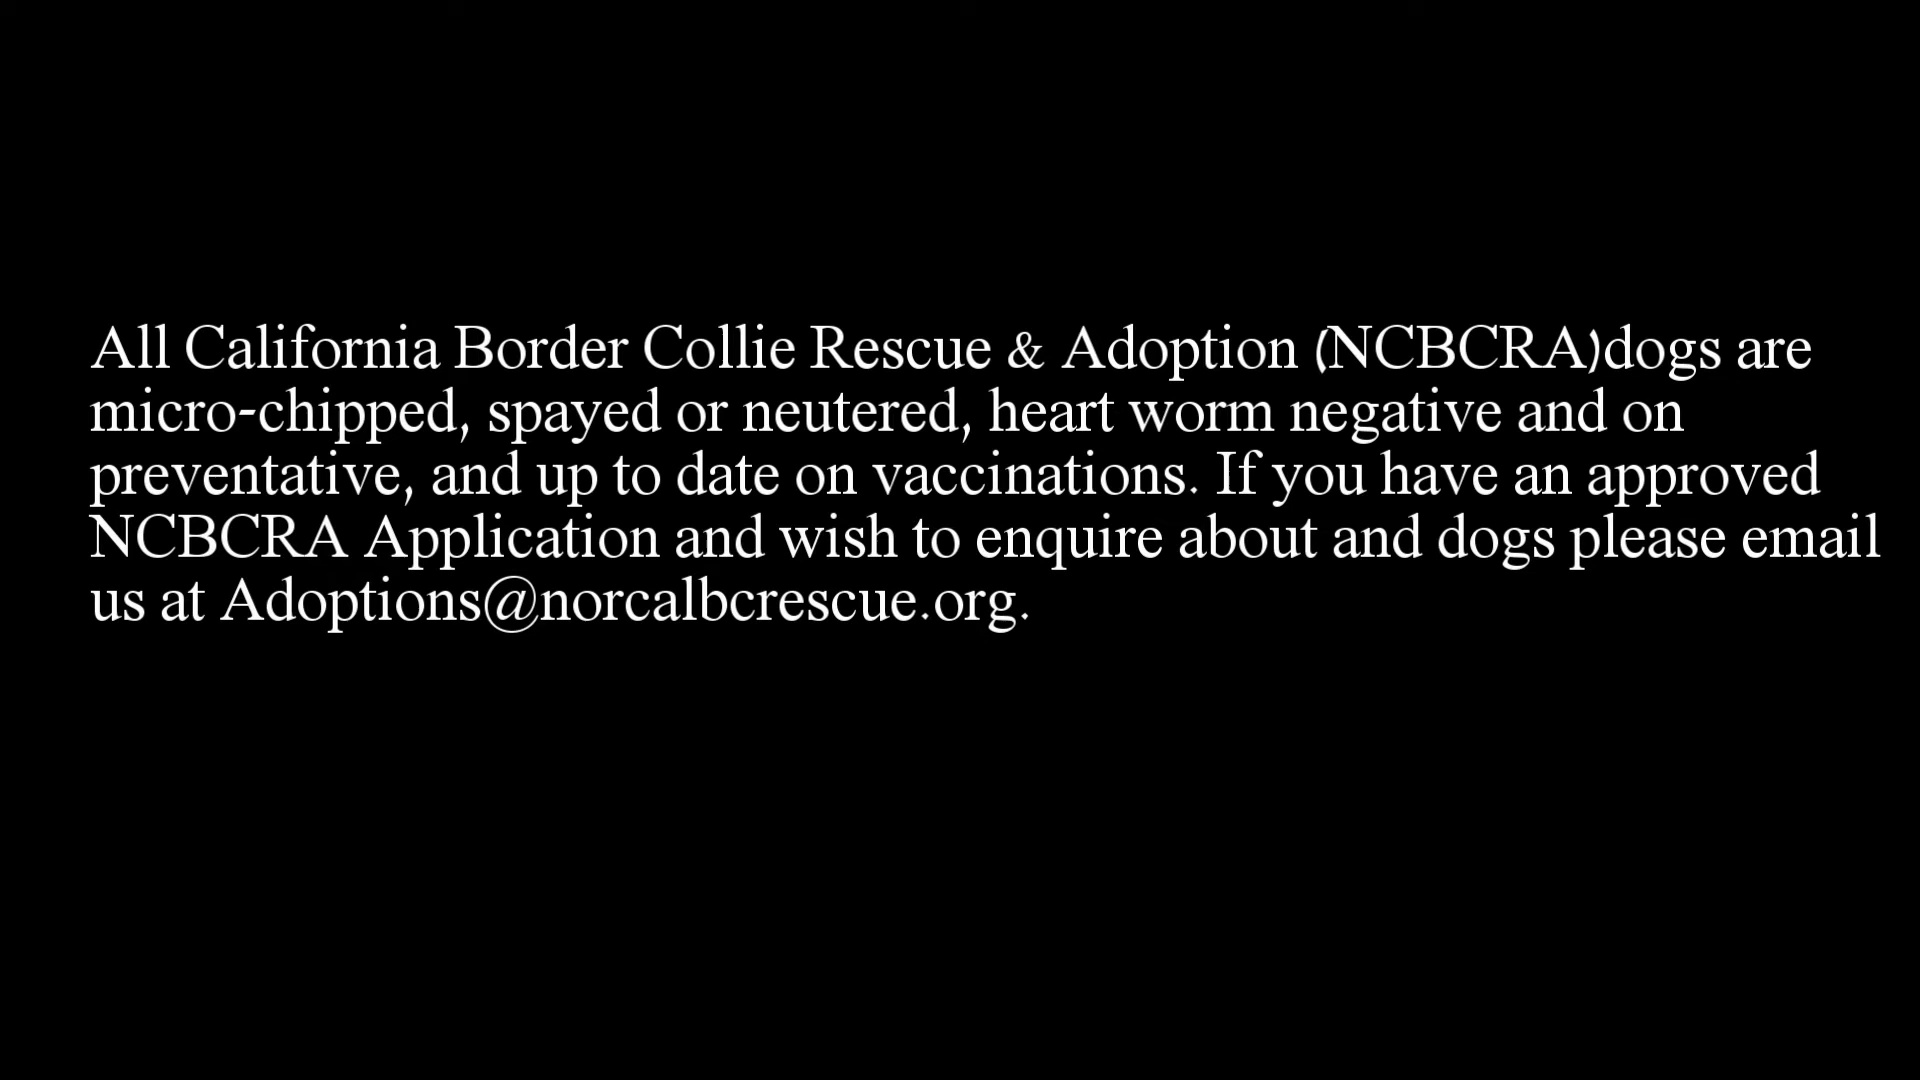 All California Border Collie Rescue & Adoption (NCBCRA)dogs are
micro-chipped, spayed or neutered, heart worm negative and on
preventative, and up to date on vaccinations. If you have an approved
NCBCRA Application and wish to enquire about and dogs please email
us at Adoptions@norcalbcrescue.org.